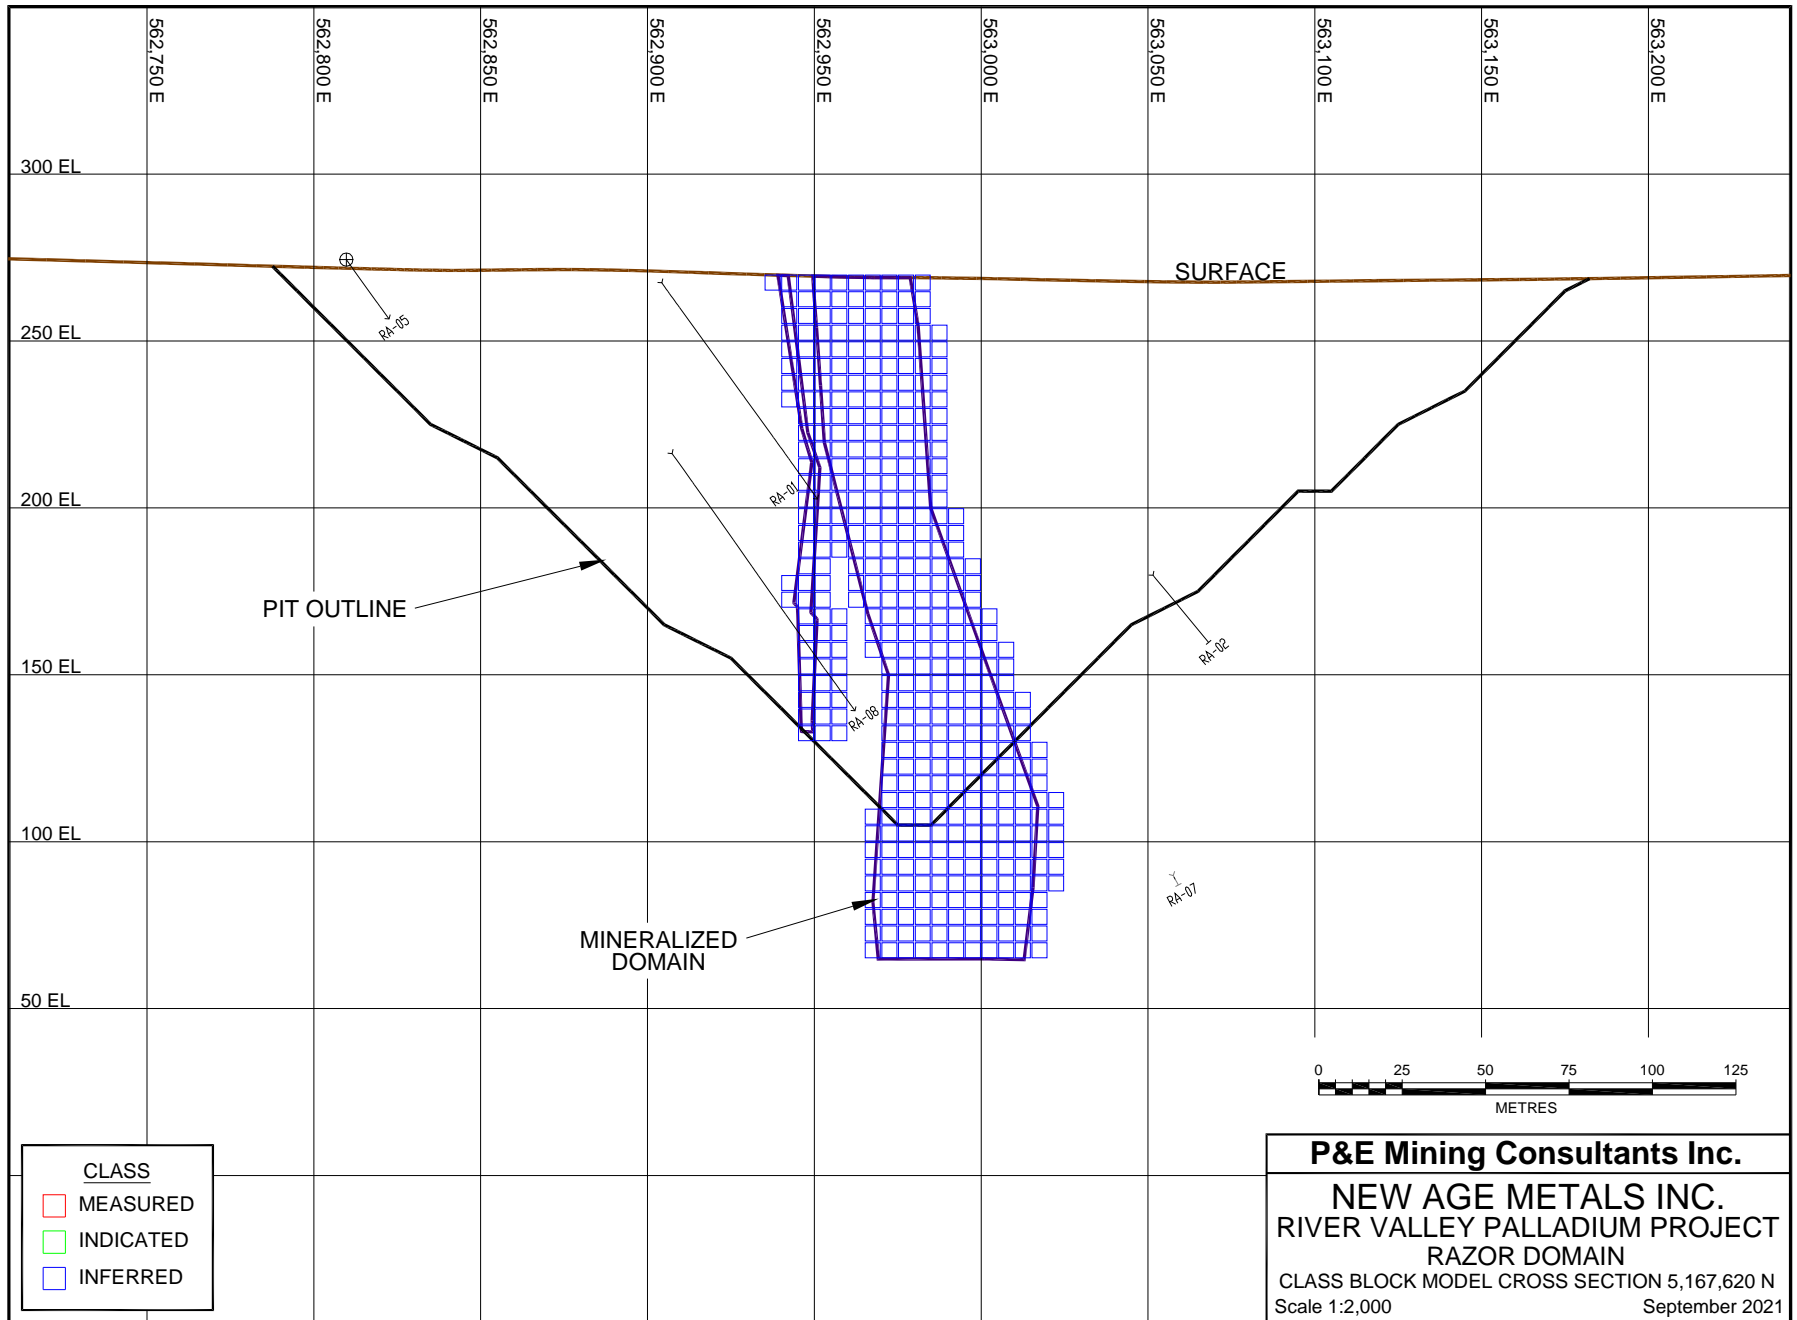 562,750 E
562,800 E
562,850 E
562,900 E
562,950 E
563,000 E
563,050 E
563,100 E
563,150 E
563,200 E
300 EL
SURFACE
RA-05
250 EL
RA-01
200 EL
PIT OUTLINE
RA-02
150 EL
RA-08
100 EL
RA-07
MINERALIZED
DOMAIN
50 EL
0 25 50 75 100 125
METRES
CLASS
MEASURED
INDICATED
INFERRED
P&E Mining Consultants Inc.
NEW AGE METALS INC.
RIVER VALLEY PALLADIUM PROJECT
RAZOR DOMAIN
CLASS BLOCK MODEL CROSS SECTION 5,167,620 N
Scale 1:2,000 September 2021